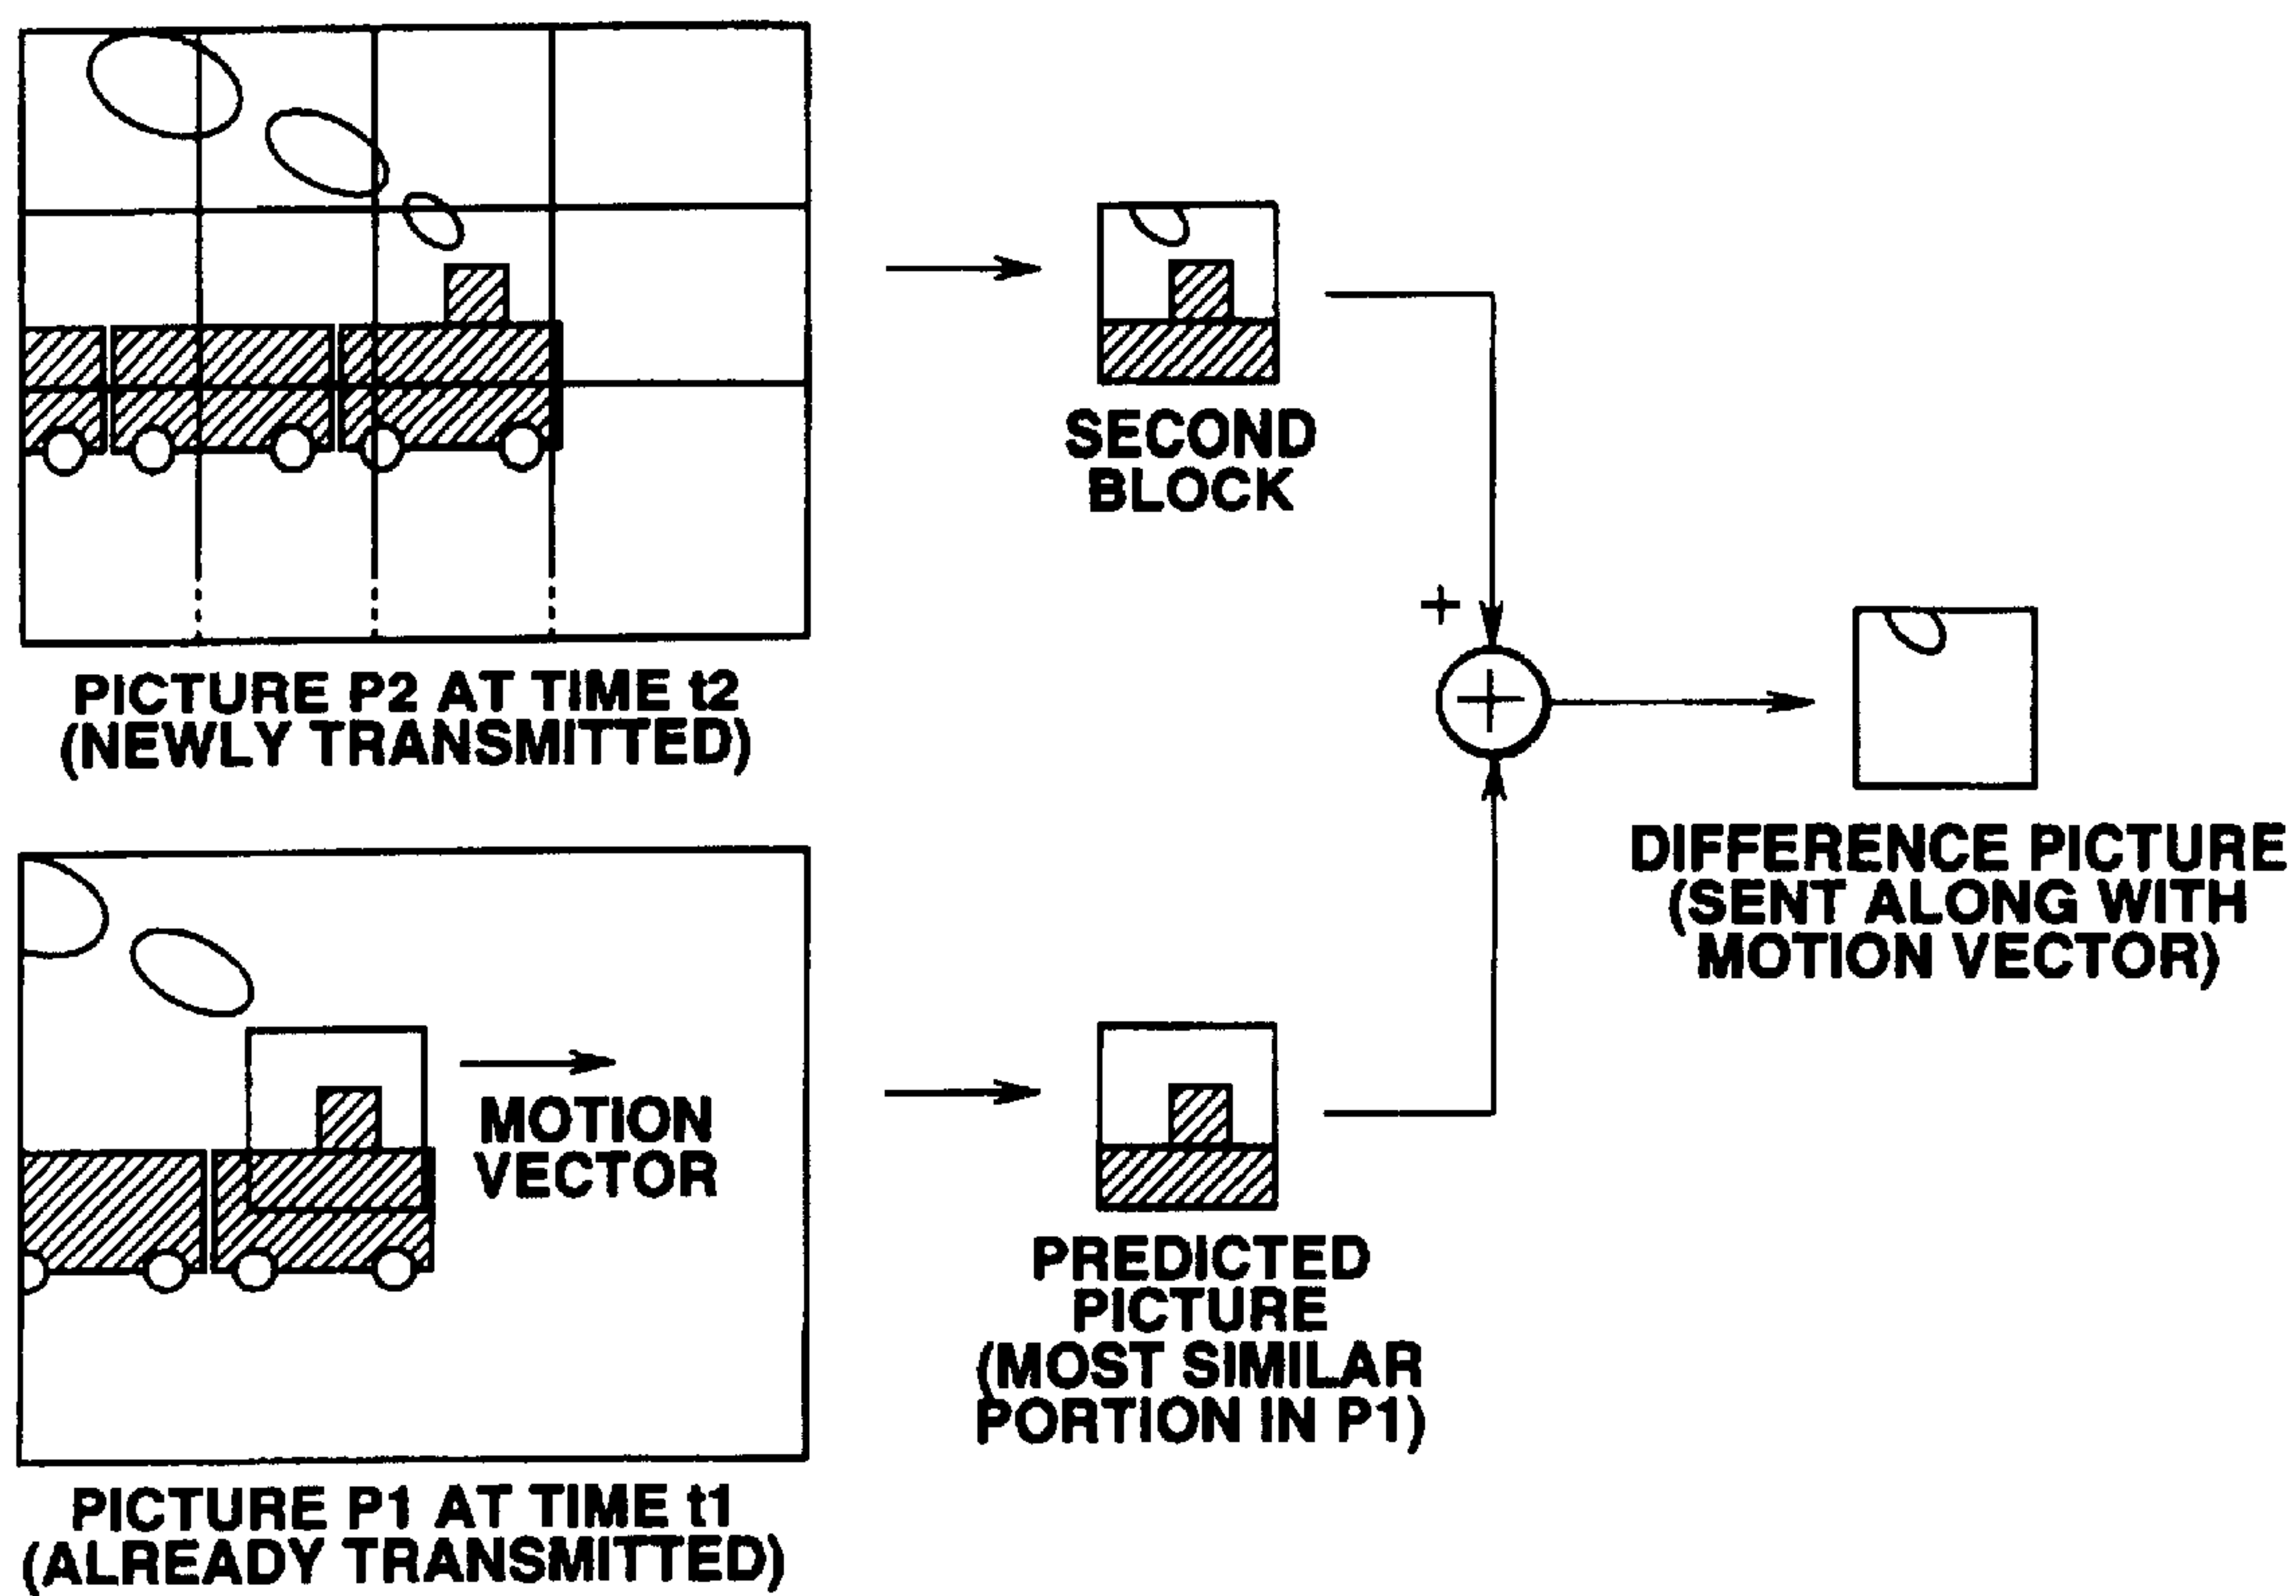 SECOND
BLOCK
+
PICTURE P2 AT TIME t2
(NEWLY TRANSMITTED)
DIFFERENCE PICTURE
(SENT ALONG WITH
MOTION VECTOR)
MOTION
VECTOR
PREDICTED
PICTURE
(MOST SIMILAR
PORTION IN P1)
PICTURE P1 AT TIME t1
(ALREADY TRANSMITTED)